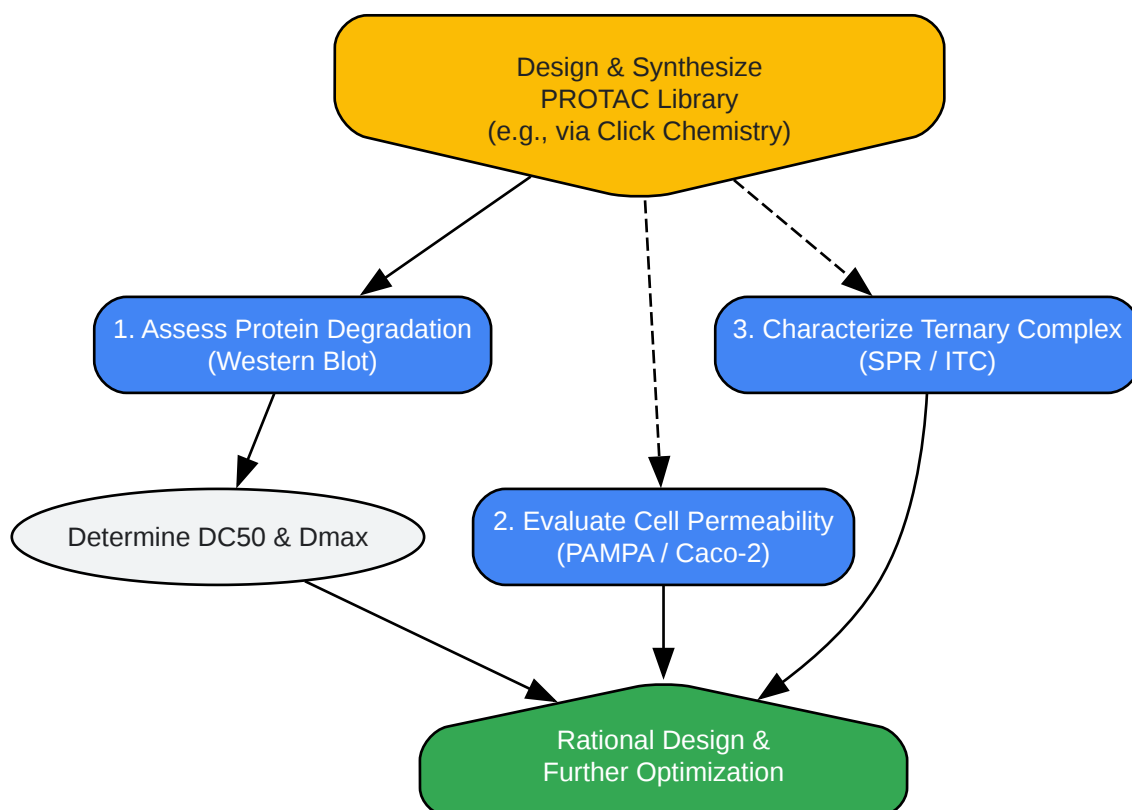 Design & Synthesize
PROTAC Library
(e.g., via Click Chemistry)
1. Assess Protein Degradation
(Western Blot)
3. Characterize Ternary Complex
(SPR / ITC)
Determine DC50 & Dmax
2. Evaluate Cell Permeability
(PAMPA / Caco-2)
Rational Design &
Further Optimization